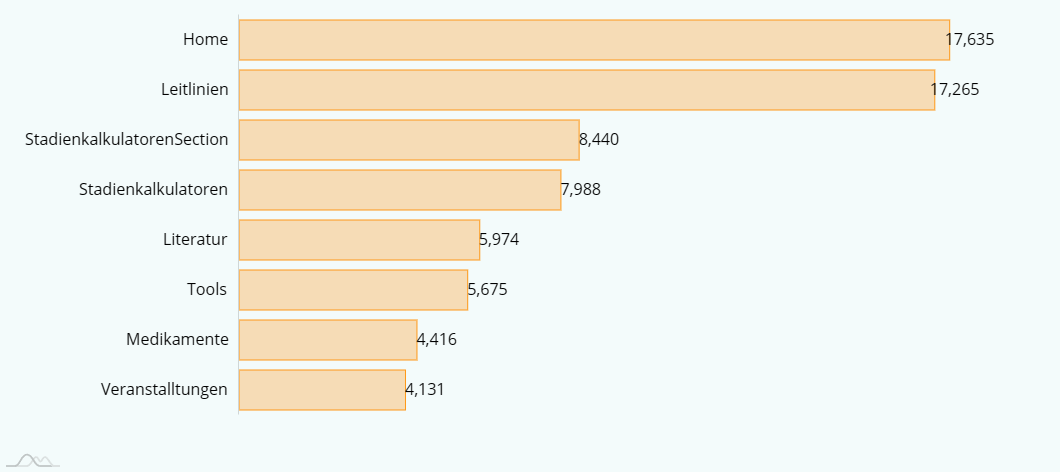 Home 17,635
Leitlinien 17,265
StadienkalkulatorenSection 8,440
Stadienkalkulatoren 7,988
Literatur 5,974
Tools 5,675
Medikamente 4,416
Veranstalltungen 4,131